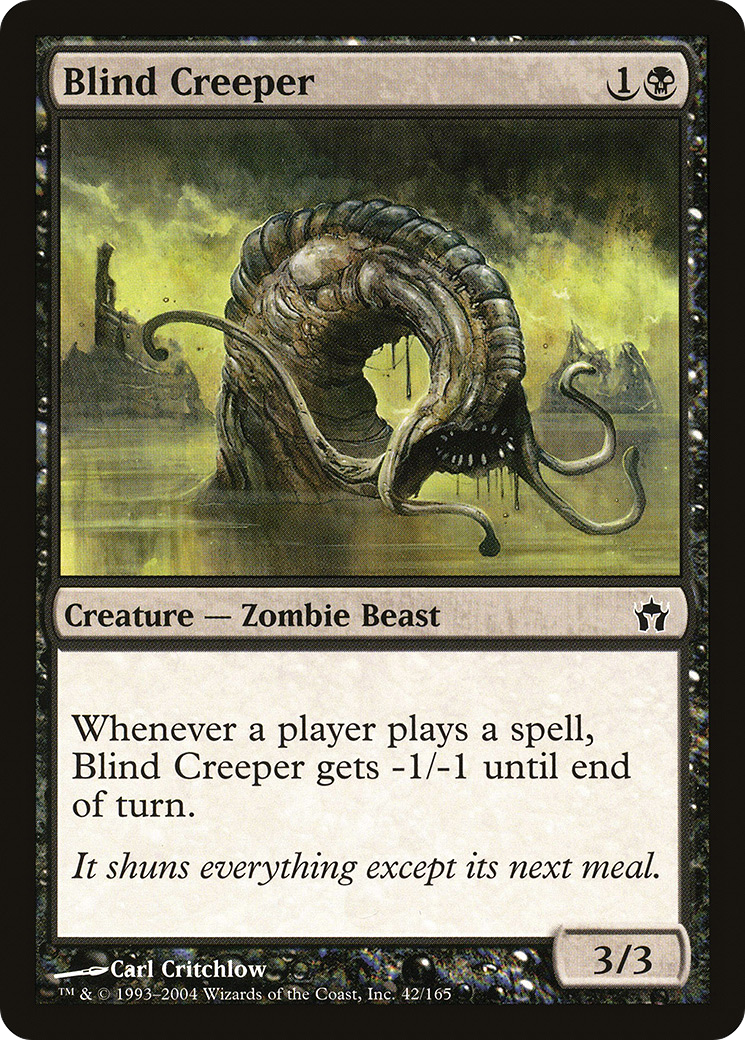 Blind Creeper 1
Creature — Zombie Beast
Whenever a player plays a spell,
Blind Creeper gets -1/-1 until end
of turn.
It shuns everything except its next meal.
3/3
Carl Critchlow
™ & © 1993–2004 Wizards of the Coast, Inc. 42/165